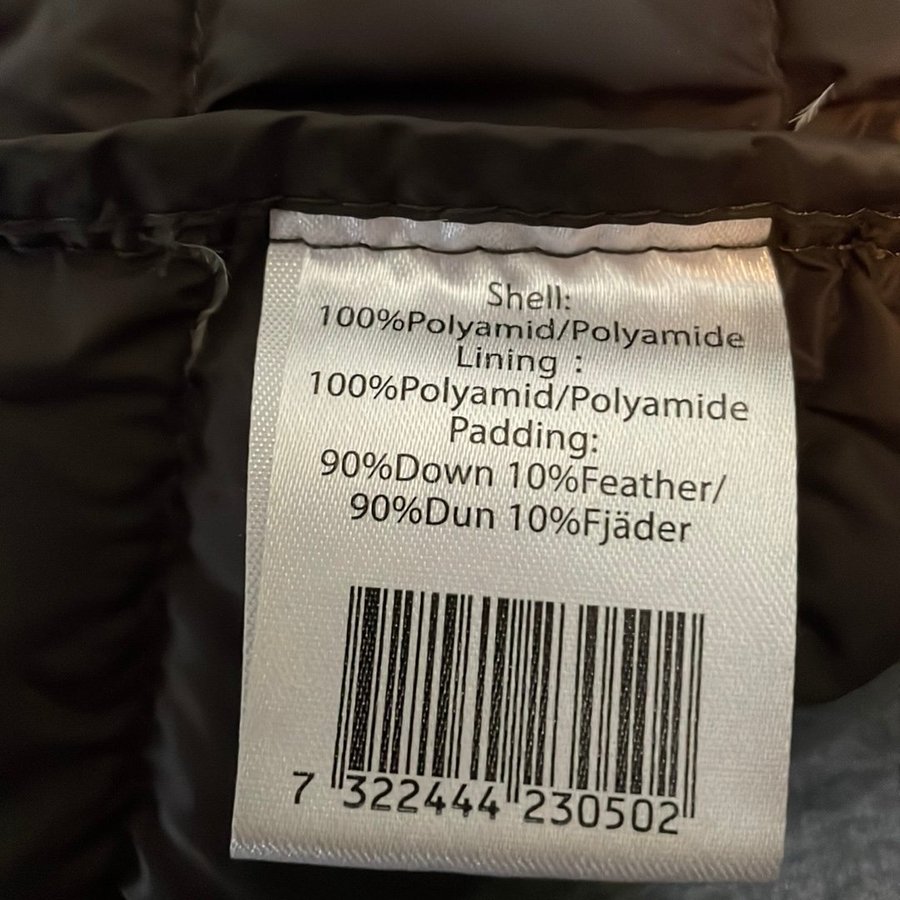 Shell:
100%Polyamid/Polyamide
Lining :
100%Polyamid/Polyamide
Padding:
90%Down 10%Feather/
90%Dun 10%Fjäder
7 322444 230502